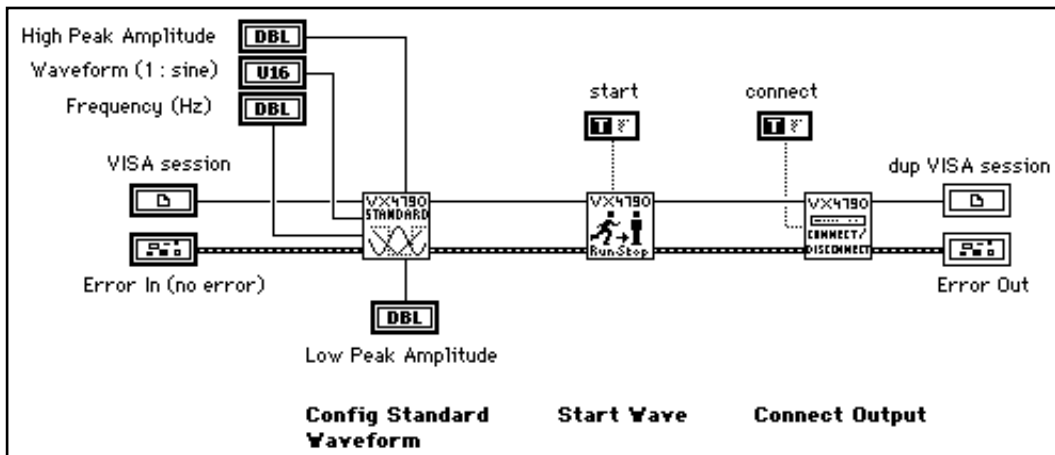 High Peak Amplitude
DBL
Waveform (1 : sine)
U16
Frequency (Hz)
DBL
start
T F
connect
T F
VISA session
dup VISA session
VX4790
STANDARD
VX4790
Run-Stop
VX4790
CONNECT/
DISCONNECT
Error In (no error)
Error Out
DBL
Low Peak Amplitude
Config Standard
Waveform
Start Wave
Connect Output